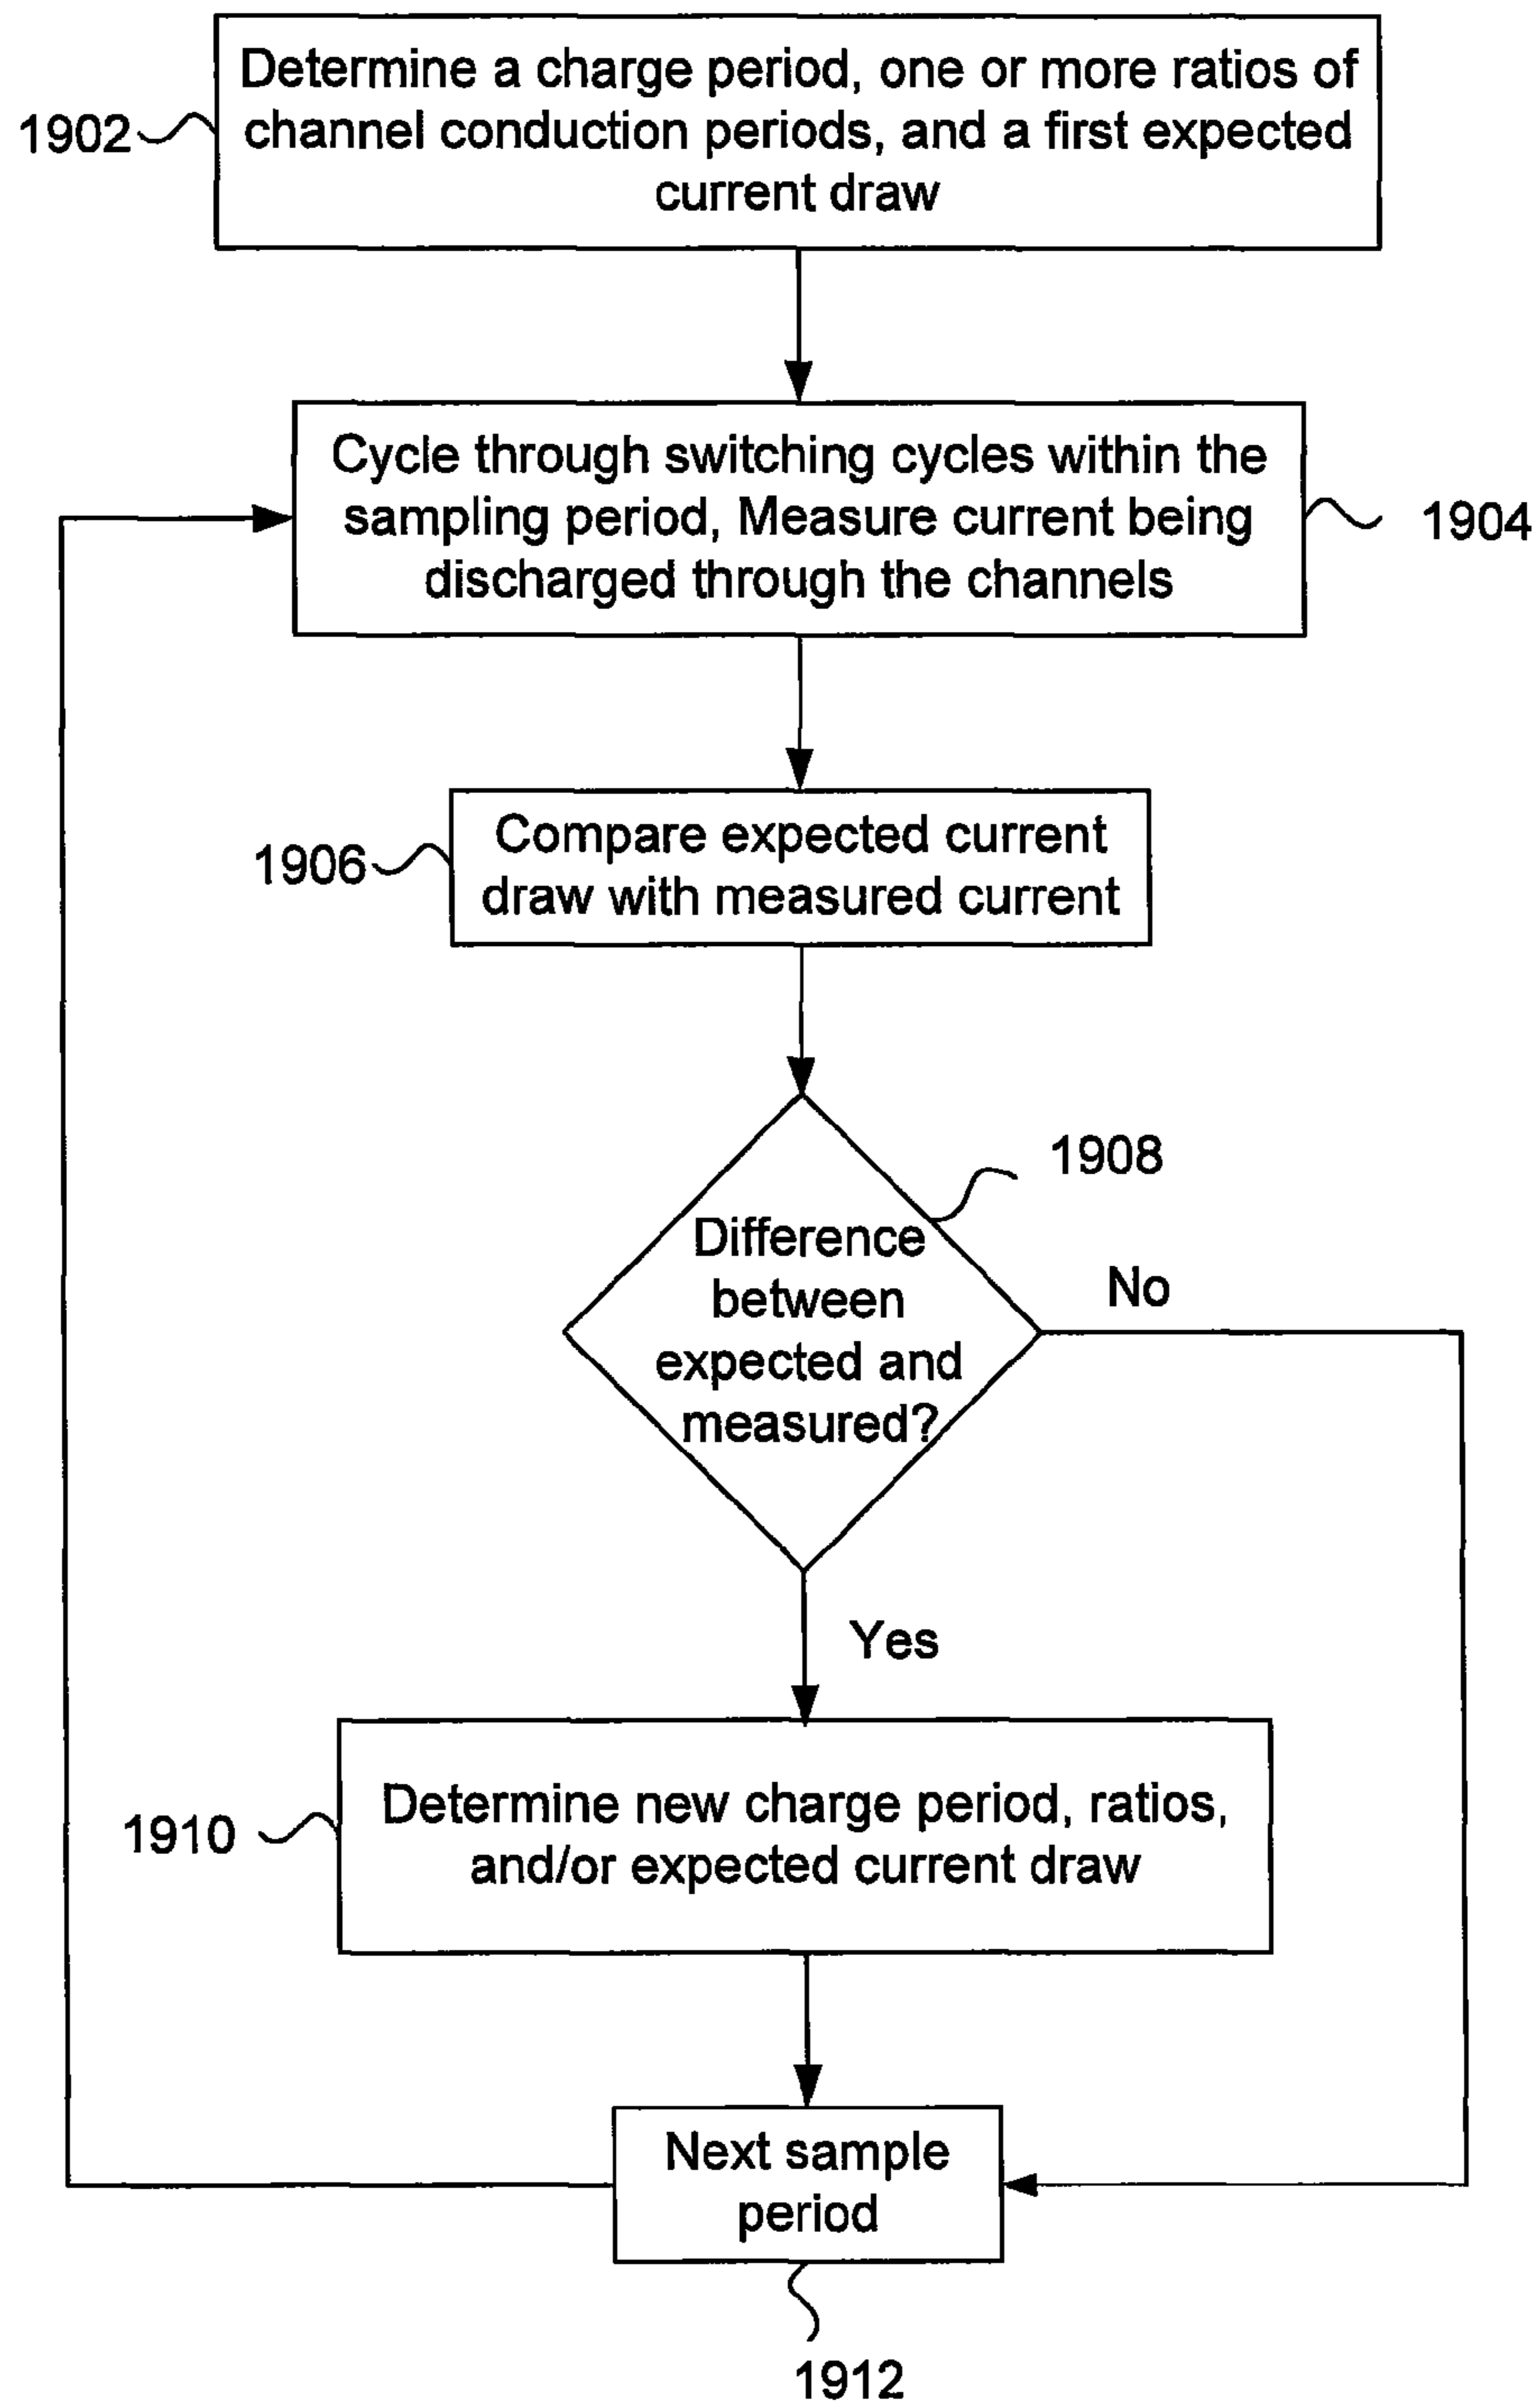 Determine a charge period, one or more ratios of
channel conduction periods, and a first expected
current draw
1902
Cycle through switching cycles within the
sampling period, Measure current being
discharged through the channels
1904
Compare expected current
draw with measured current
1906
1908
Difference
between
expected and
measured?
No
Yes
Determine new charge period, ratios,
and/or expected current draw
1910
Next sample
period
1912